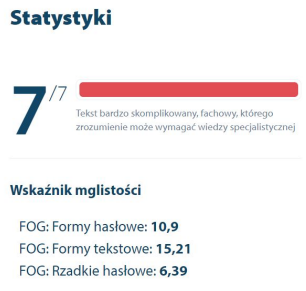 Statystyki
7/7
Tekst bardzo skomplikowany, fachowy, którego
zrozumienie może wymagać wiedzy specjalistycznej
Wskaźnik mglistości
FOG: Formy hasłowe: 10,9
FOG: Formy tekstowe: 15,21
FOG: Rzadkie hasłowe: 6,39